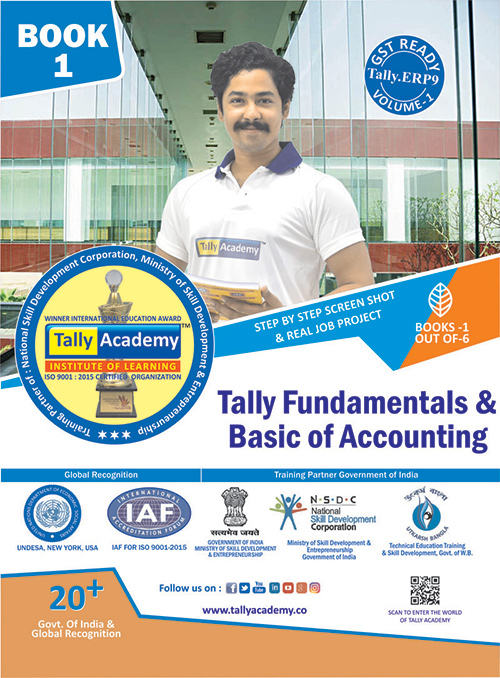 BOOK
1
GST READY
Tally.ERP9
VOLUME-1
Tally Academy
STEP BY STEP SCREEN SHOT
& REAL JOB PROJECT
BOOKS -1
OUT OF-6
Training Partner of : National Skill Development Corporation, Ministry of Skill Development & Entrepreneurship
WINNER INTERNATIONAL EDUCATION AWARD
Tally Academy TM
INSTITUTE OF LEARNING
ISO 9001 : 2015 CERTIFIED ORGANIZATION
Tally Fundamentals &
Basic of Accounting
Global Recognition
Training Partner Government of India
UNDESA, NEW YORK, USA
INTERNATIONAL
IAF
ACCREDITATION FORUM
IAF FOR ISO 9001-2015
सत्यमेव जयते
GOVERNMENT OF INDIA
MINISTRY OF SKILL DEVELOPMENT
& ENTREPRENEURSHIP
N·S·D·C
National
Skill Development
Corporation
Ministry of Skill Development &
Entrepreneurship
Government of India
উৎকর্ষ বাংলা
UTKARSH BANGLA
Technical Education Training
& Skill Development, Govt. of W.B.
20+
Govt. Of India &
Global Recognition
Follow us on :
www.tallyacademy.co
SCAN TO ENTER THE WORLD
OF TALLY ACADEMY